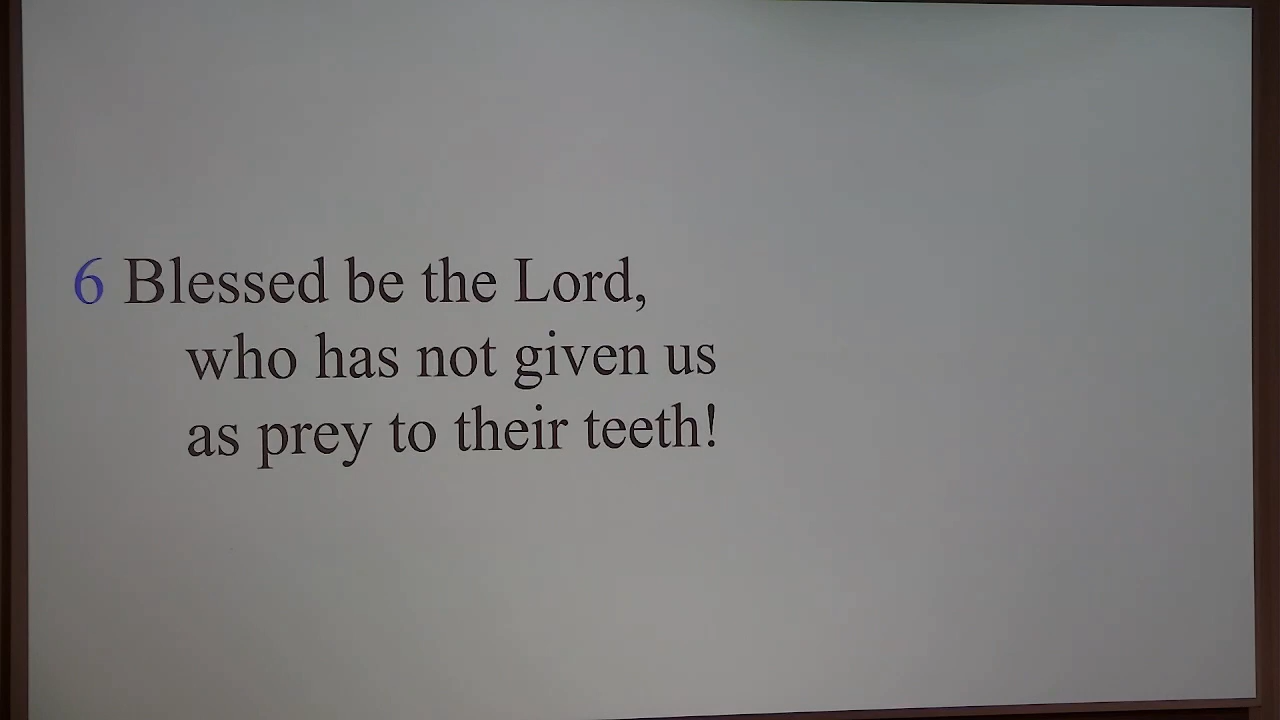 6 Blessed be the Lord,
who has not given us
as prey to their teeth!